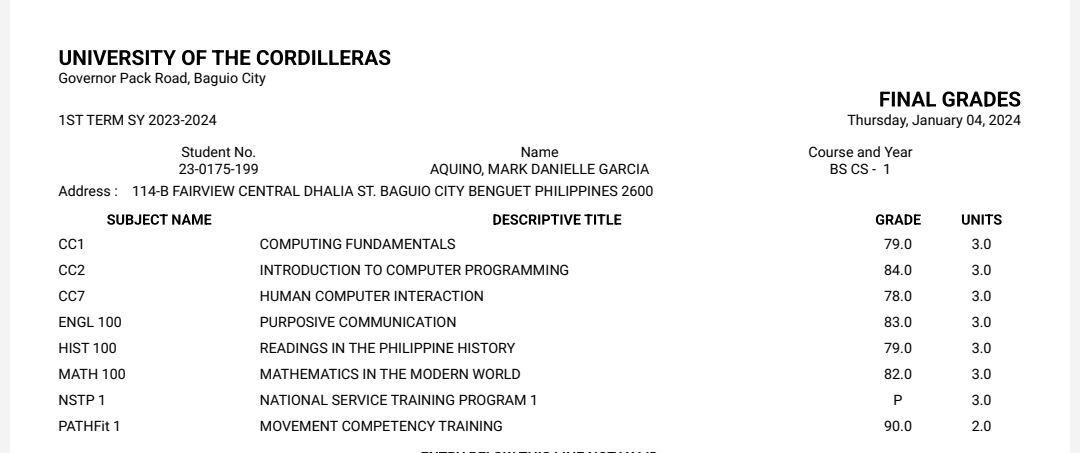 UNIVERSITY OF THE CORDILLERAS
Governor Pack Road, Baguio City
FINAL GRADES
1ST TERM SY 2023-2024 Thursday, January 04, 2024
Student No. Name Course and Year
23-0175-199 AQUINO, MARK DANIELLE GARCIA BS CS - 1
Address : 114-B FAIRVIEW CENTRAL DHALIA ST. BAGUIO CITY BENGUET PHILIPPINES 2600
SUBJECT NAME DESCRIPTIVE TITLE GRADE UNITS
CC1 COMPUTING FUNDAMENTALS 79.0 3.0
CC2 INTRODUCTION TO COMPUTER PROGRAMMING 84.0 3.0
CC7 HUMAN COMPUTER INTERACTION 78.0 3.0
ENGL 100 PURPOSIVE COMMUNICATION 83.0 3.0
HIST 100 READINGS IN THE PHILIPPINE HISTORY 79.0 3.0
MATH 100 MATHEMATICS IN THE MODERN WORLD 82.0 3.0
NSTP 1 NATIONAL SERVICE TRAINING PROGRAM 1 P 3.0
PATHFit 1 MOVEMENT COMPETENCY TRAINING 90.0 2.0